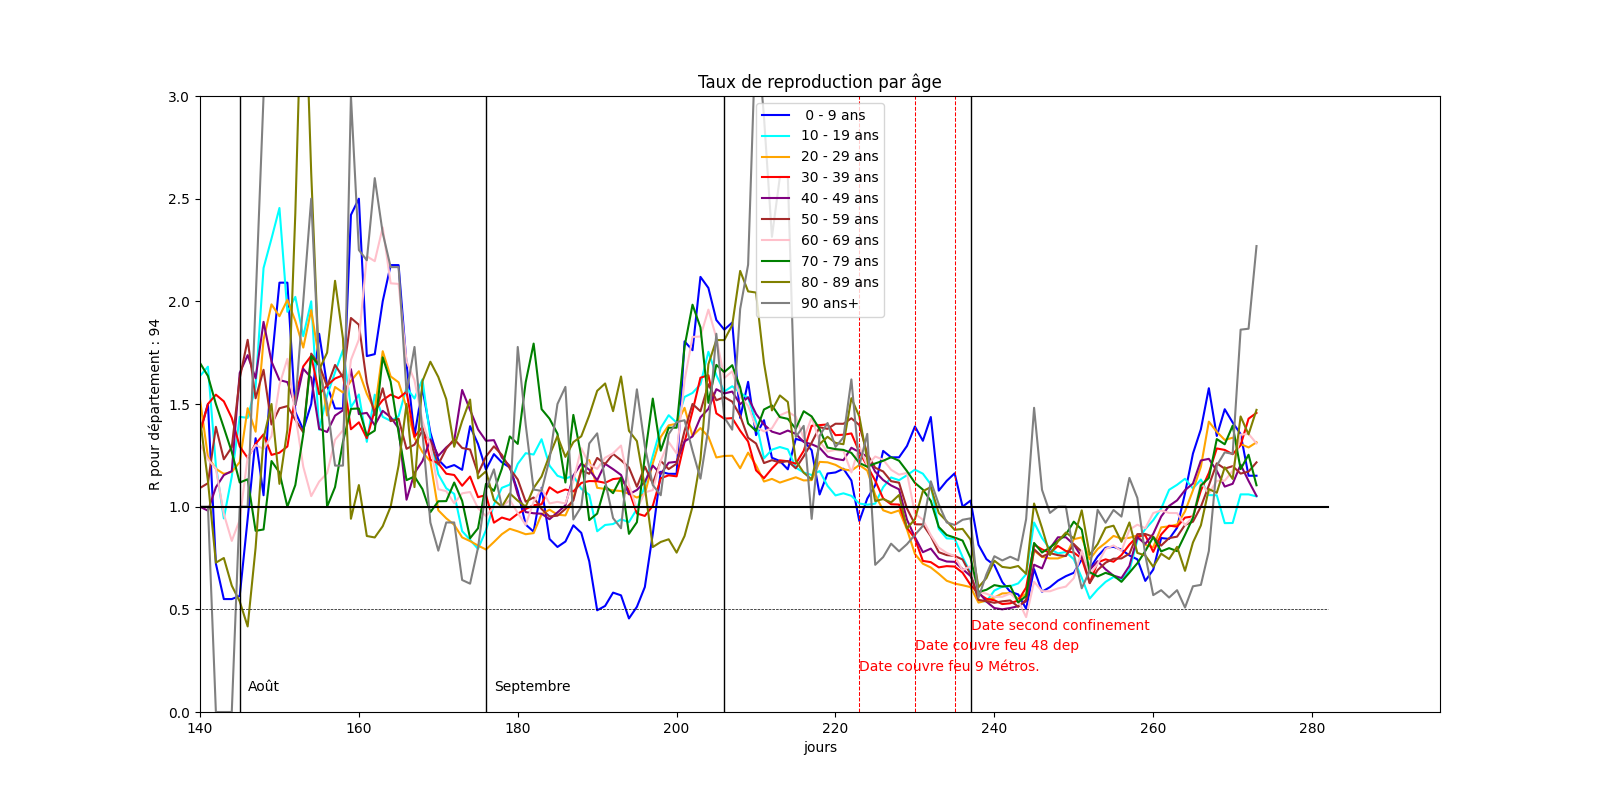 Taux de reproduction par âge
R pour département : 94
3.0
2.5
2.0
1.5
1.0
0.5
0.0
0 - 9 ans
10 - 19 ans
20 - 29 ans
30 - 39 ans
40 - 49 ans
50 - 59 ans
60 - 69 ans
70 - 79 ans
80 - 89 ans
90 ans+
Date second confinement
Date couvre feu 48 dep
Date couvre feu 9 Métros.
Août
Septembre
140
160
180
200
220
240
260
280
jours